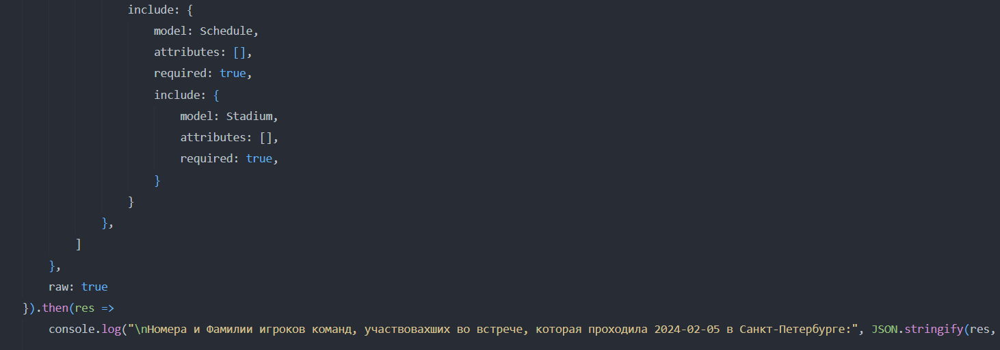 include: {
model: Schedule,
attributes: [],
required: true,
include: {
model: Stadium,
attributes: [],
required: true,
}
}
},
]
},
raw: true
}).then(res =>
console.log("\nНомера и Фамилии игроков команд, участвовахших во встрече, которая проходила 2024-02-05 в Санкт-Петербурге:", JSON.stringify(res,